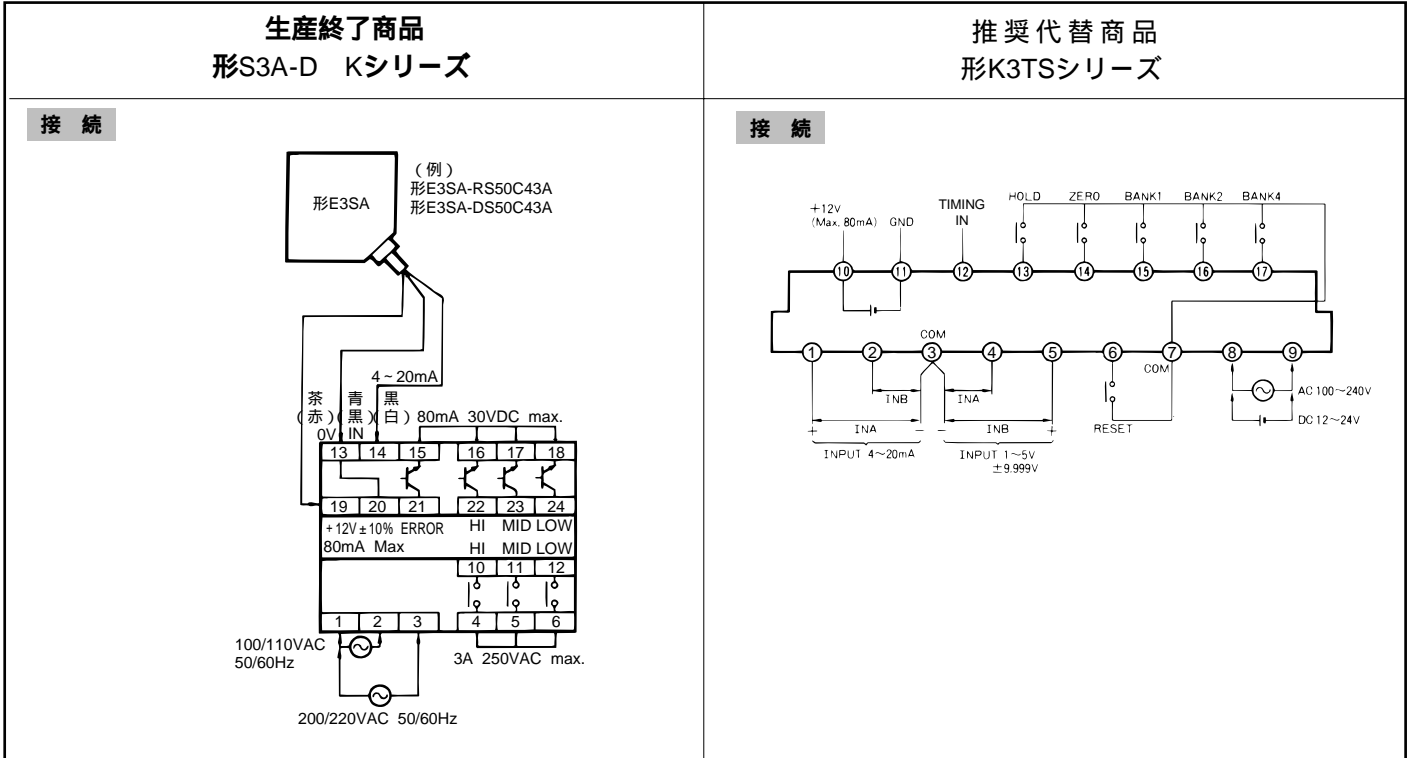 生産終了商品
形S3A-D Kシリーズ
接 続
形E3SA
（例）
形E3SA-RS50C43A
形E3SA-DS50C43A
4～20mA
茶 青 黒
(赤)(黒)(白) 80mA 30VDC max.
0V IN
13 14 15 16 17 18
19 20 21 22 23 24
+12V±10% ERROR HI MID LOW
80mA Max HI MID LOW
10 11 12
1 2 3 4 5 6
100/110VAC
50/60Hz
3A 250VAC max.
200/220VAC 50/60Hz
推奨代替商品
形K3TSシリーズ
接 続
+12V
(Max, 80mA) GND
TIMING
IN
HOLD ZERO BANK1 BANK2 BANK4
⑩ ⑪ ⑫ ⑬ ⑭ ⑮ ⑯ ⑰
COM
① ② ③ ④ ⑤ ⑥ ⑦ ⑧ ⑨
COM
INB INA
AC 100～240V
DC 12～24V
RESET
+ INA − − INB +
INPUT 4～20mA INPUT 1～5V
±9.999V